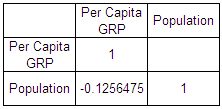 Per Capita
GRP
Population
Per Capita
GRP
1
Population
-0.1256475
1